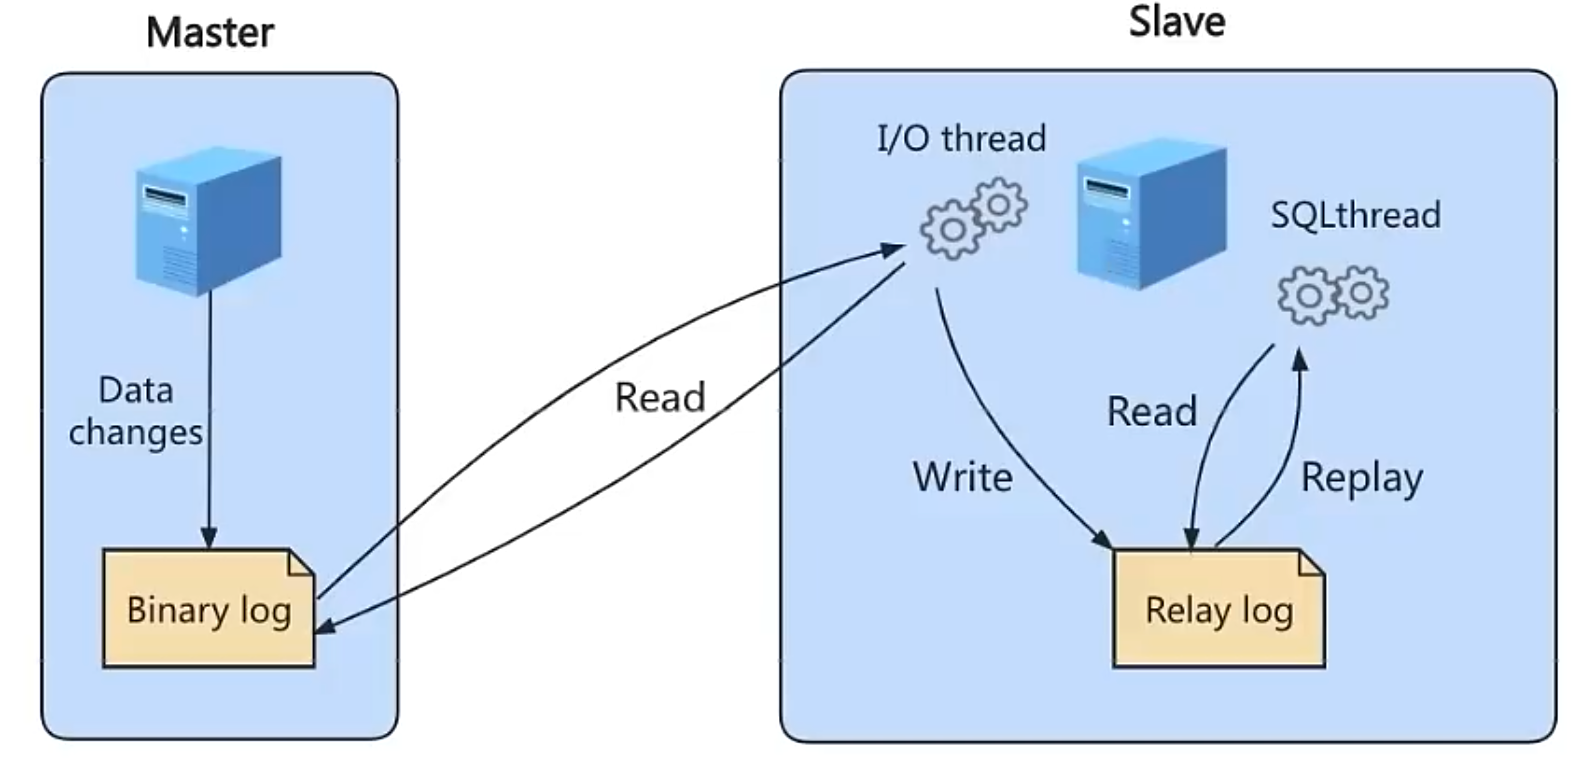 Master
Data
changes
Binary log
Read
Slave
I/O thread
SQLthread
Read
Write
Replay
Relay log